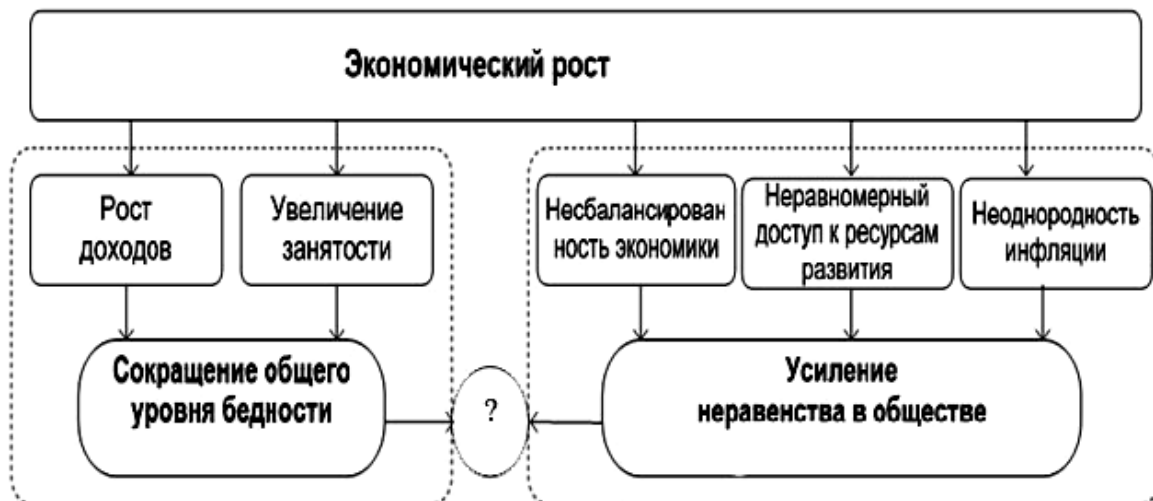 Экономический рост
Рост
доходов
Увеличение
занятости
Несбалансирован
ность экономики
Неравномерный
доступ к ресурсам
развития
Неоднородность
инфляции
Сокращение общего
уровня бедности
?
Усиление
неравенства в обществе